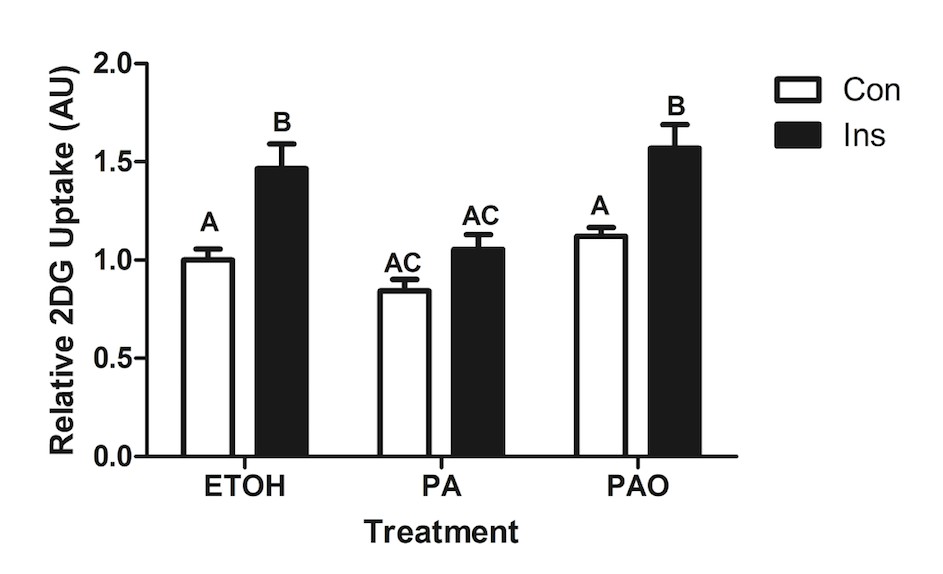 Relative 2DG Uptake (AU)
2.0
1.5
1.0
0.5
0.0
A
B
AC
AC
A
B
ETOH
PA
PAO
Treatment
Con
Ins